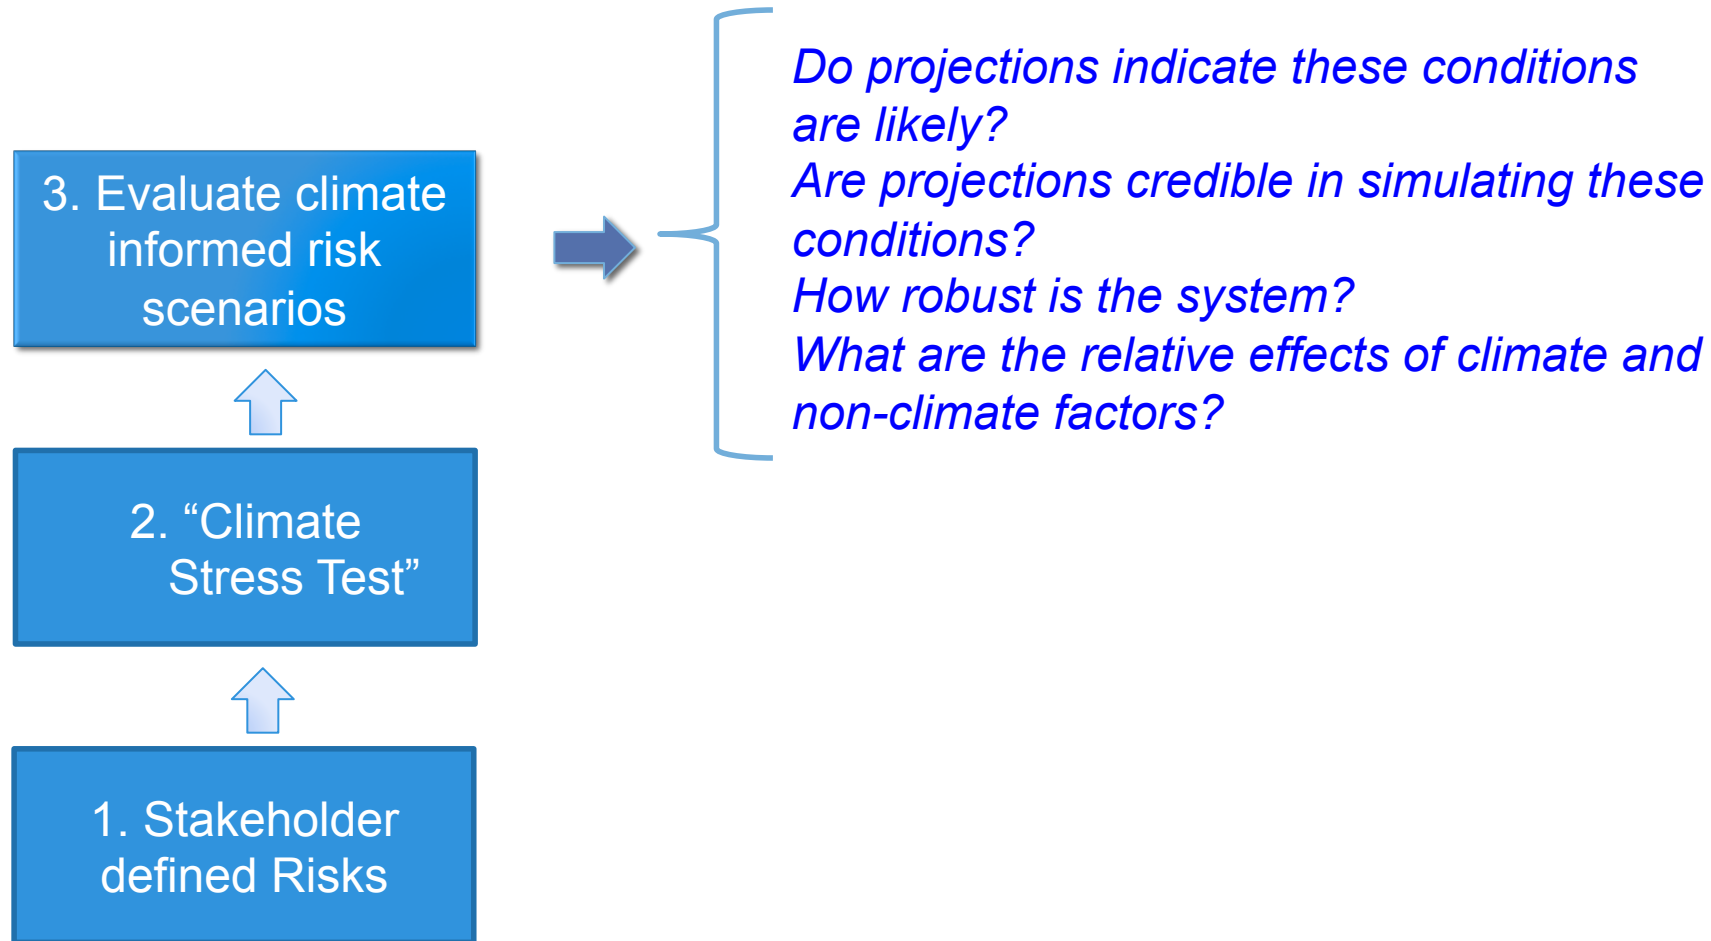 3. Evaluate climate
informed risk
scenarios
Do projections indicate these conditions
are likely?
Are projections credible in simulating these
conditions?
How robust is the system?
What are the relative effects of climate and
non-climate factors?
2. “Climate
Stress Test”
1. Stakeholder
defined Risks